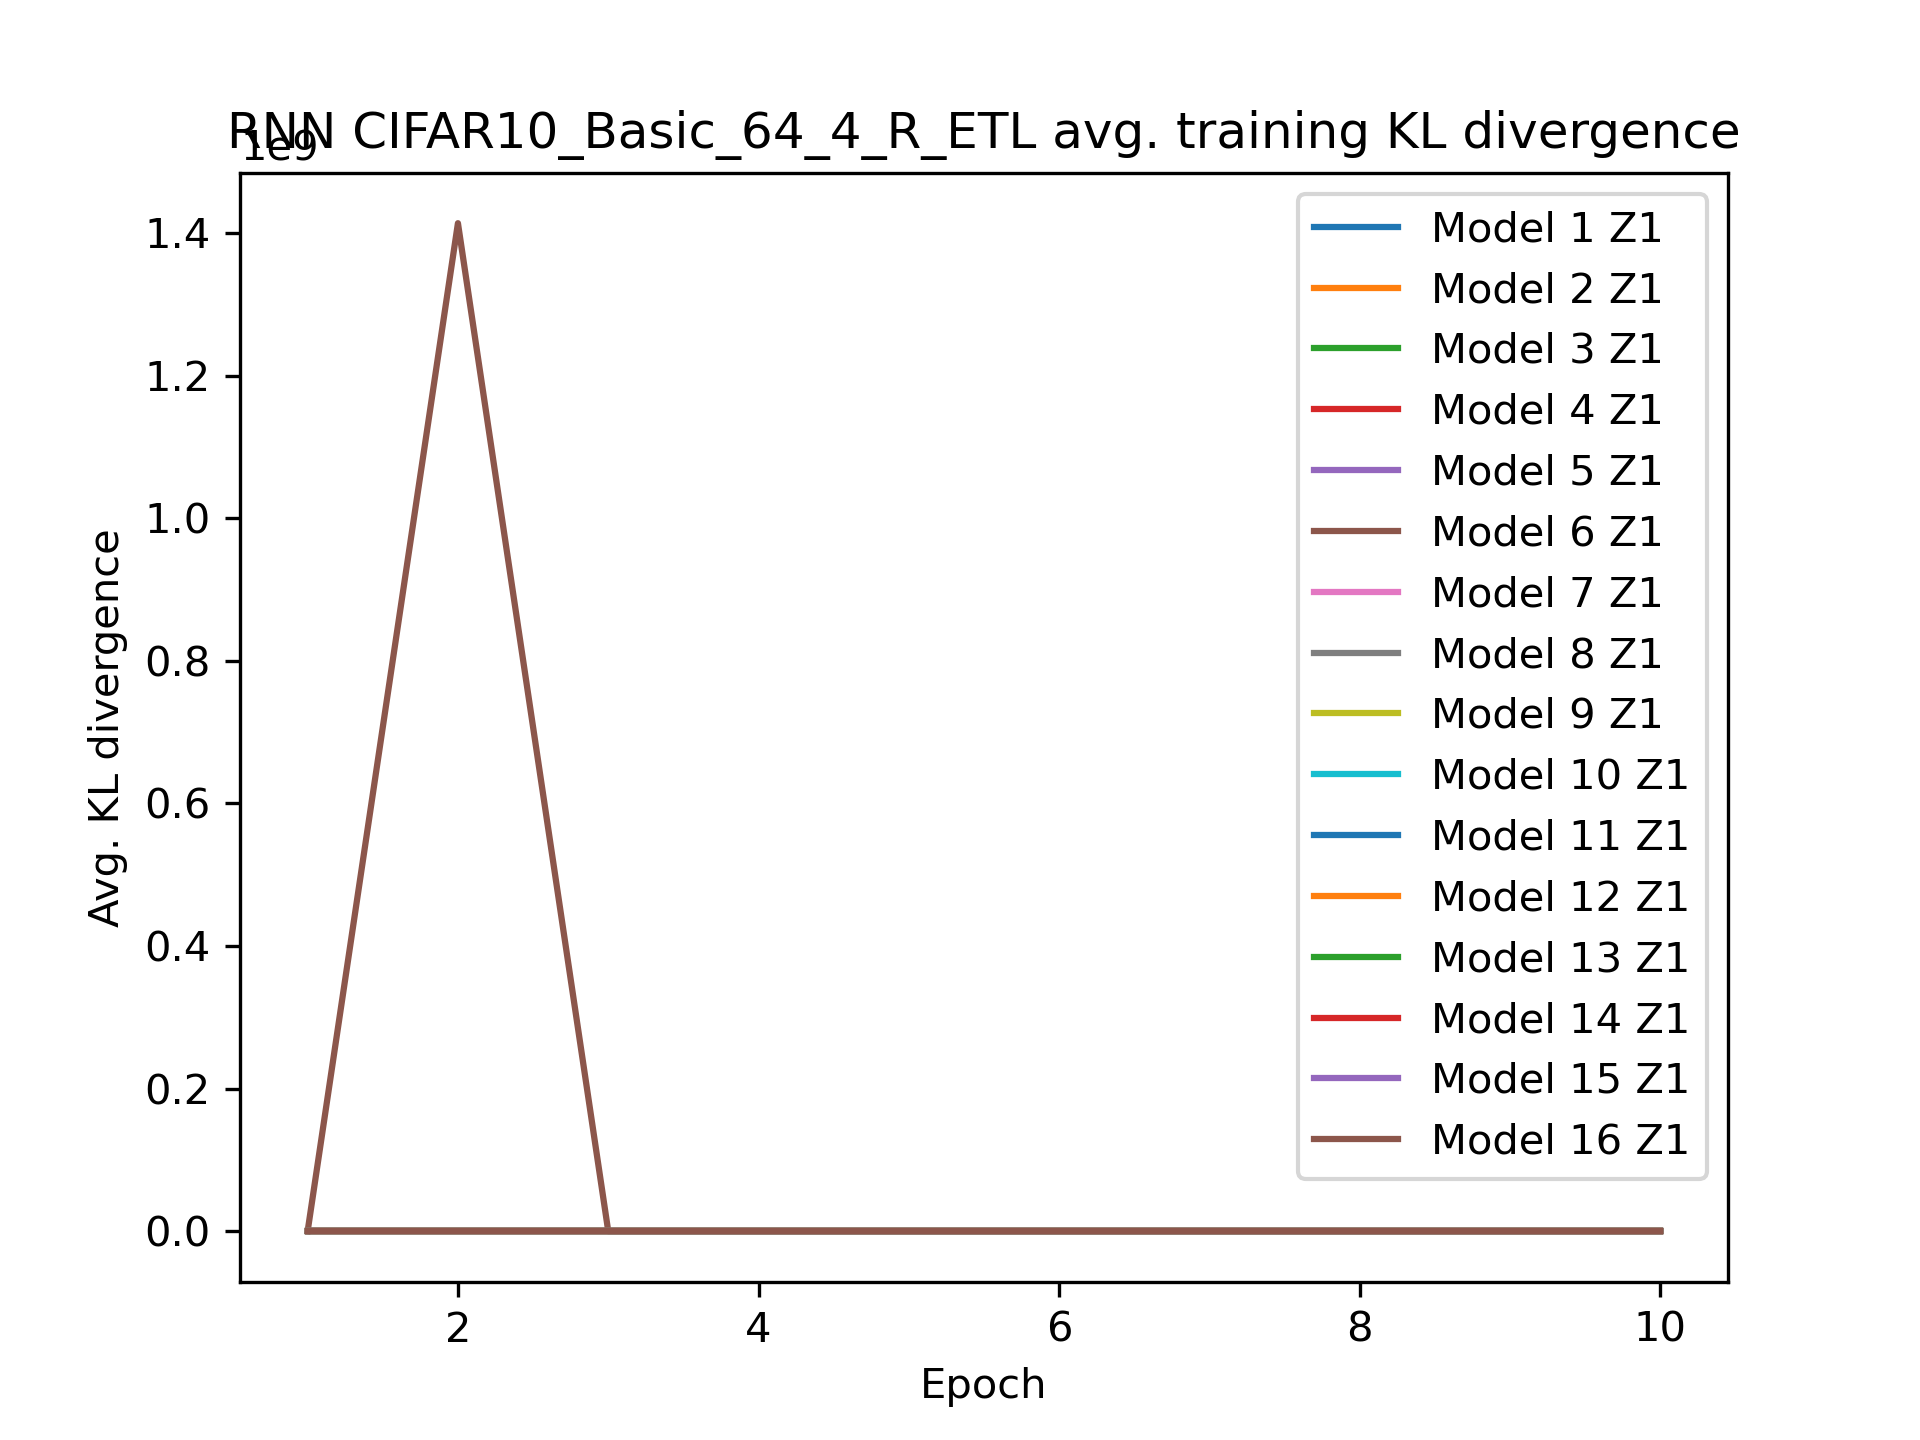 RNN CIFAR10_Basic_64_4_R_ETL avg. training KL divergence
1e9
1.4
1.2
1.0
0.8
0.6
0.4
0.2
0.0
Avg. KL divergence
Model 1 Z1
Model 2 Z1
Model 3 Z1
Model 4 Z1
Model 5 Z1
Model 6 Z1
Model 7 Z1
Model 8 Z1
Model 9 Z1
Model 10 Z1
Model 11 Z1
Model 12 Z1
Model 13 Z1
Model 14 Z1
Model 15 Z1
Model 16 Z1
2 4 6 8 10
Epoch